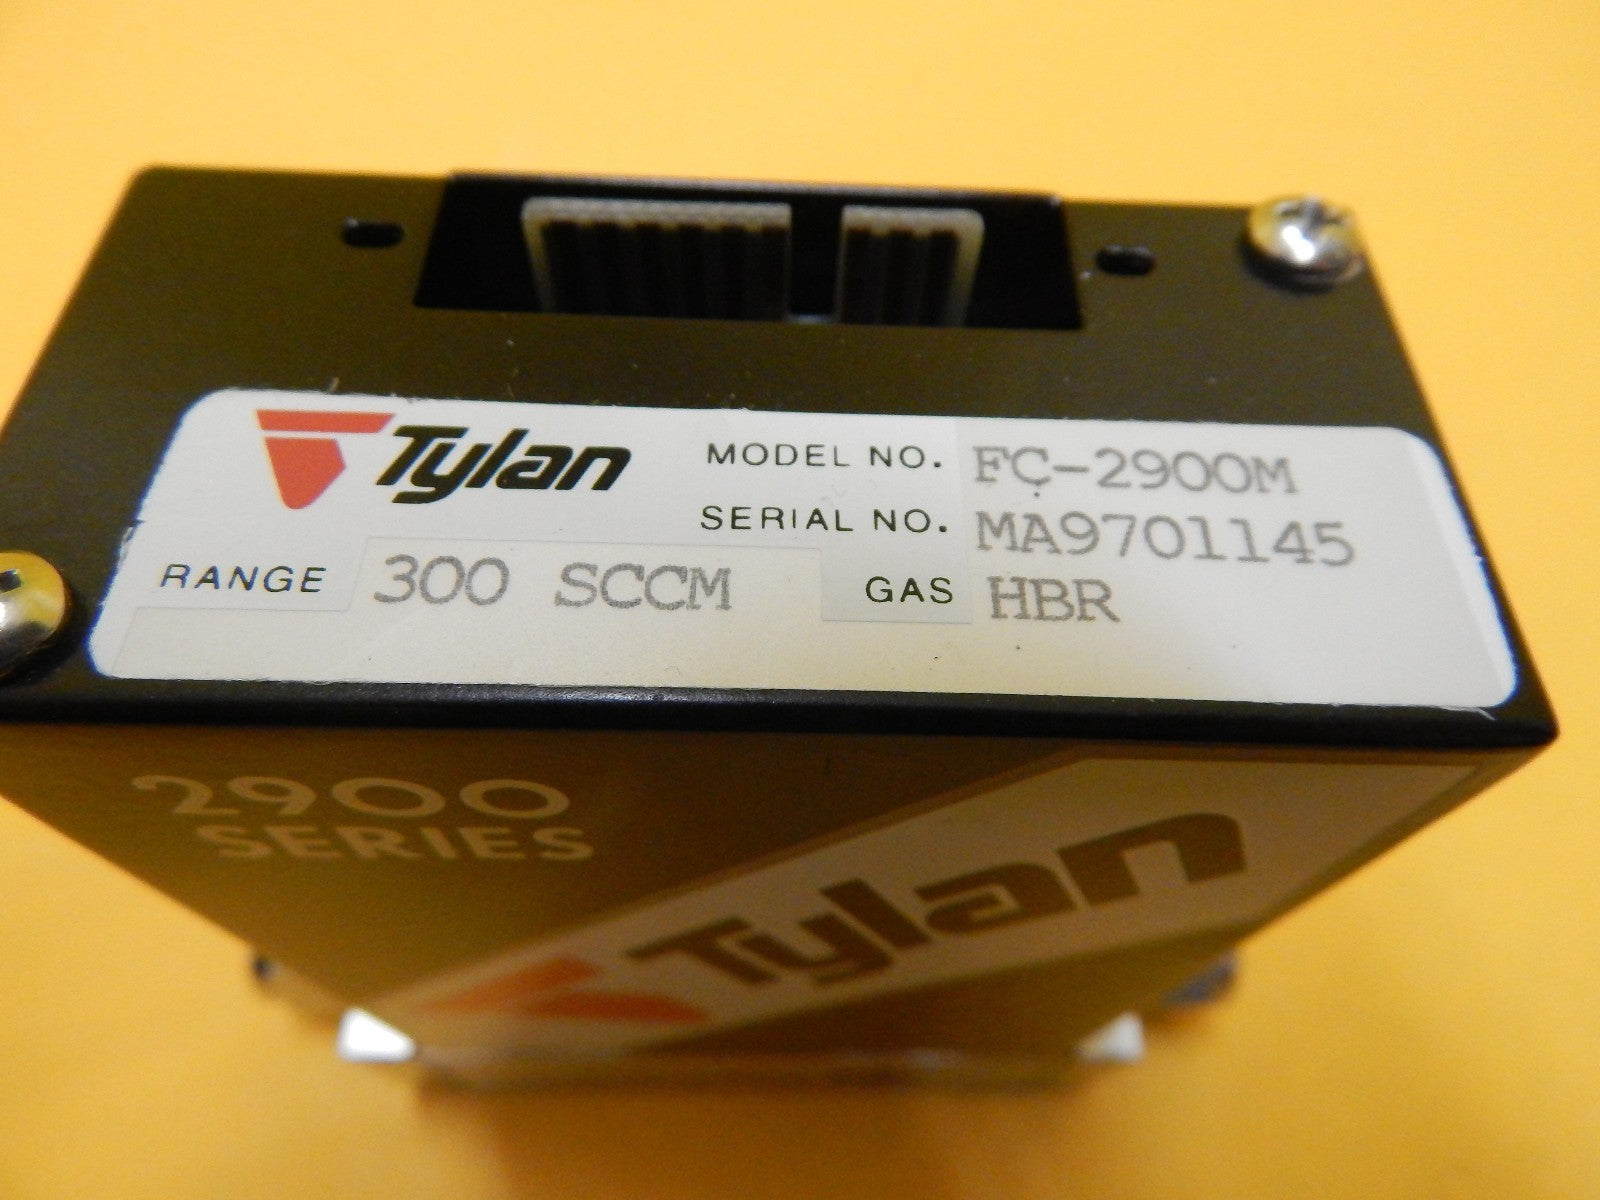 Tylan
MODEL NO. FC-2900M
SERIAL NO. MA9701145
RANGE 300 SCCM GAS HBR
2900
SERIES
Tylan